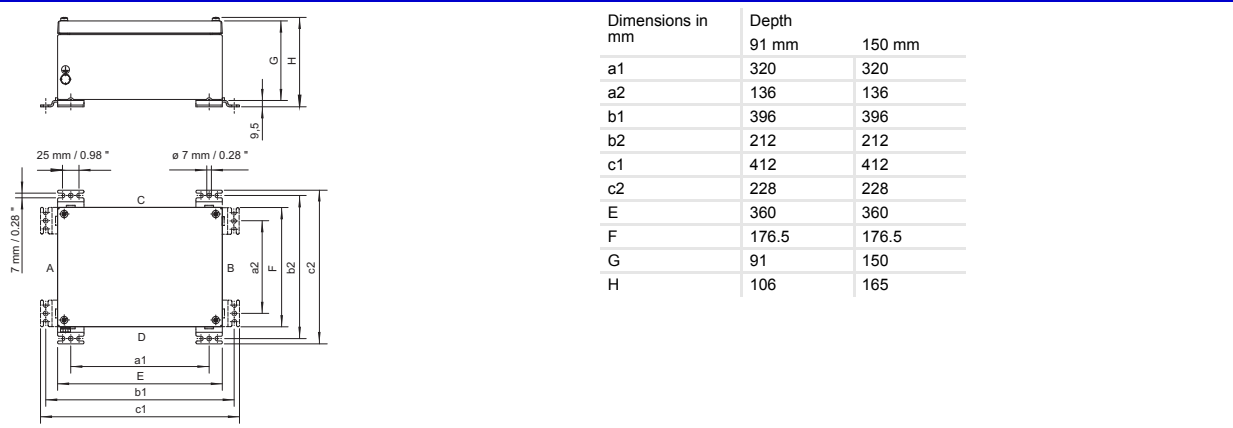 G
H
9,5
25 mm / 0.98 "
ø 7 mm / 0.28 "
7 mm / 0.28 "
C
A
B
a2
F
b2
c2
D
a1
E
b1
c1
Dimensions in mm Depth
91 mm 150 mm
a1 320 320
a2 136 136
b1 396 396
b2 212 212
c1 412 412
c2 228 228
E 360 360
F 176.5 176.5
G 91 150
H 106 165